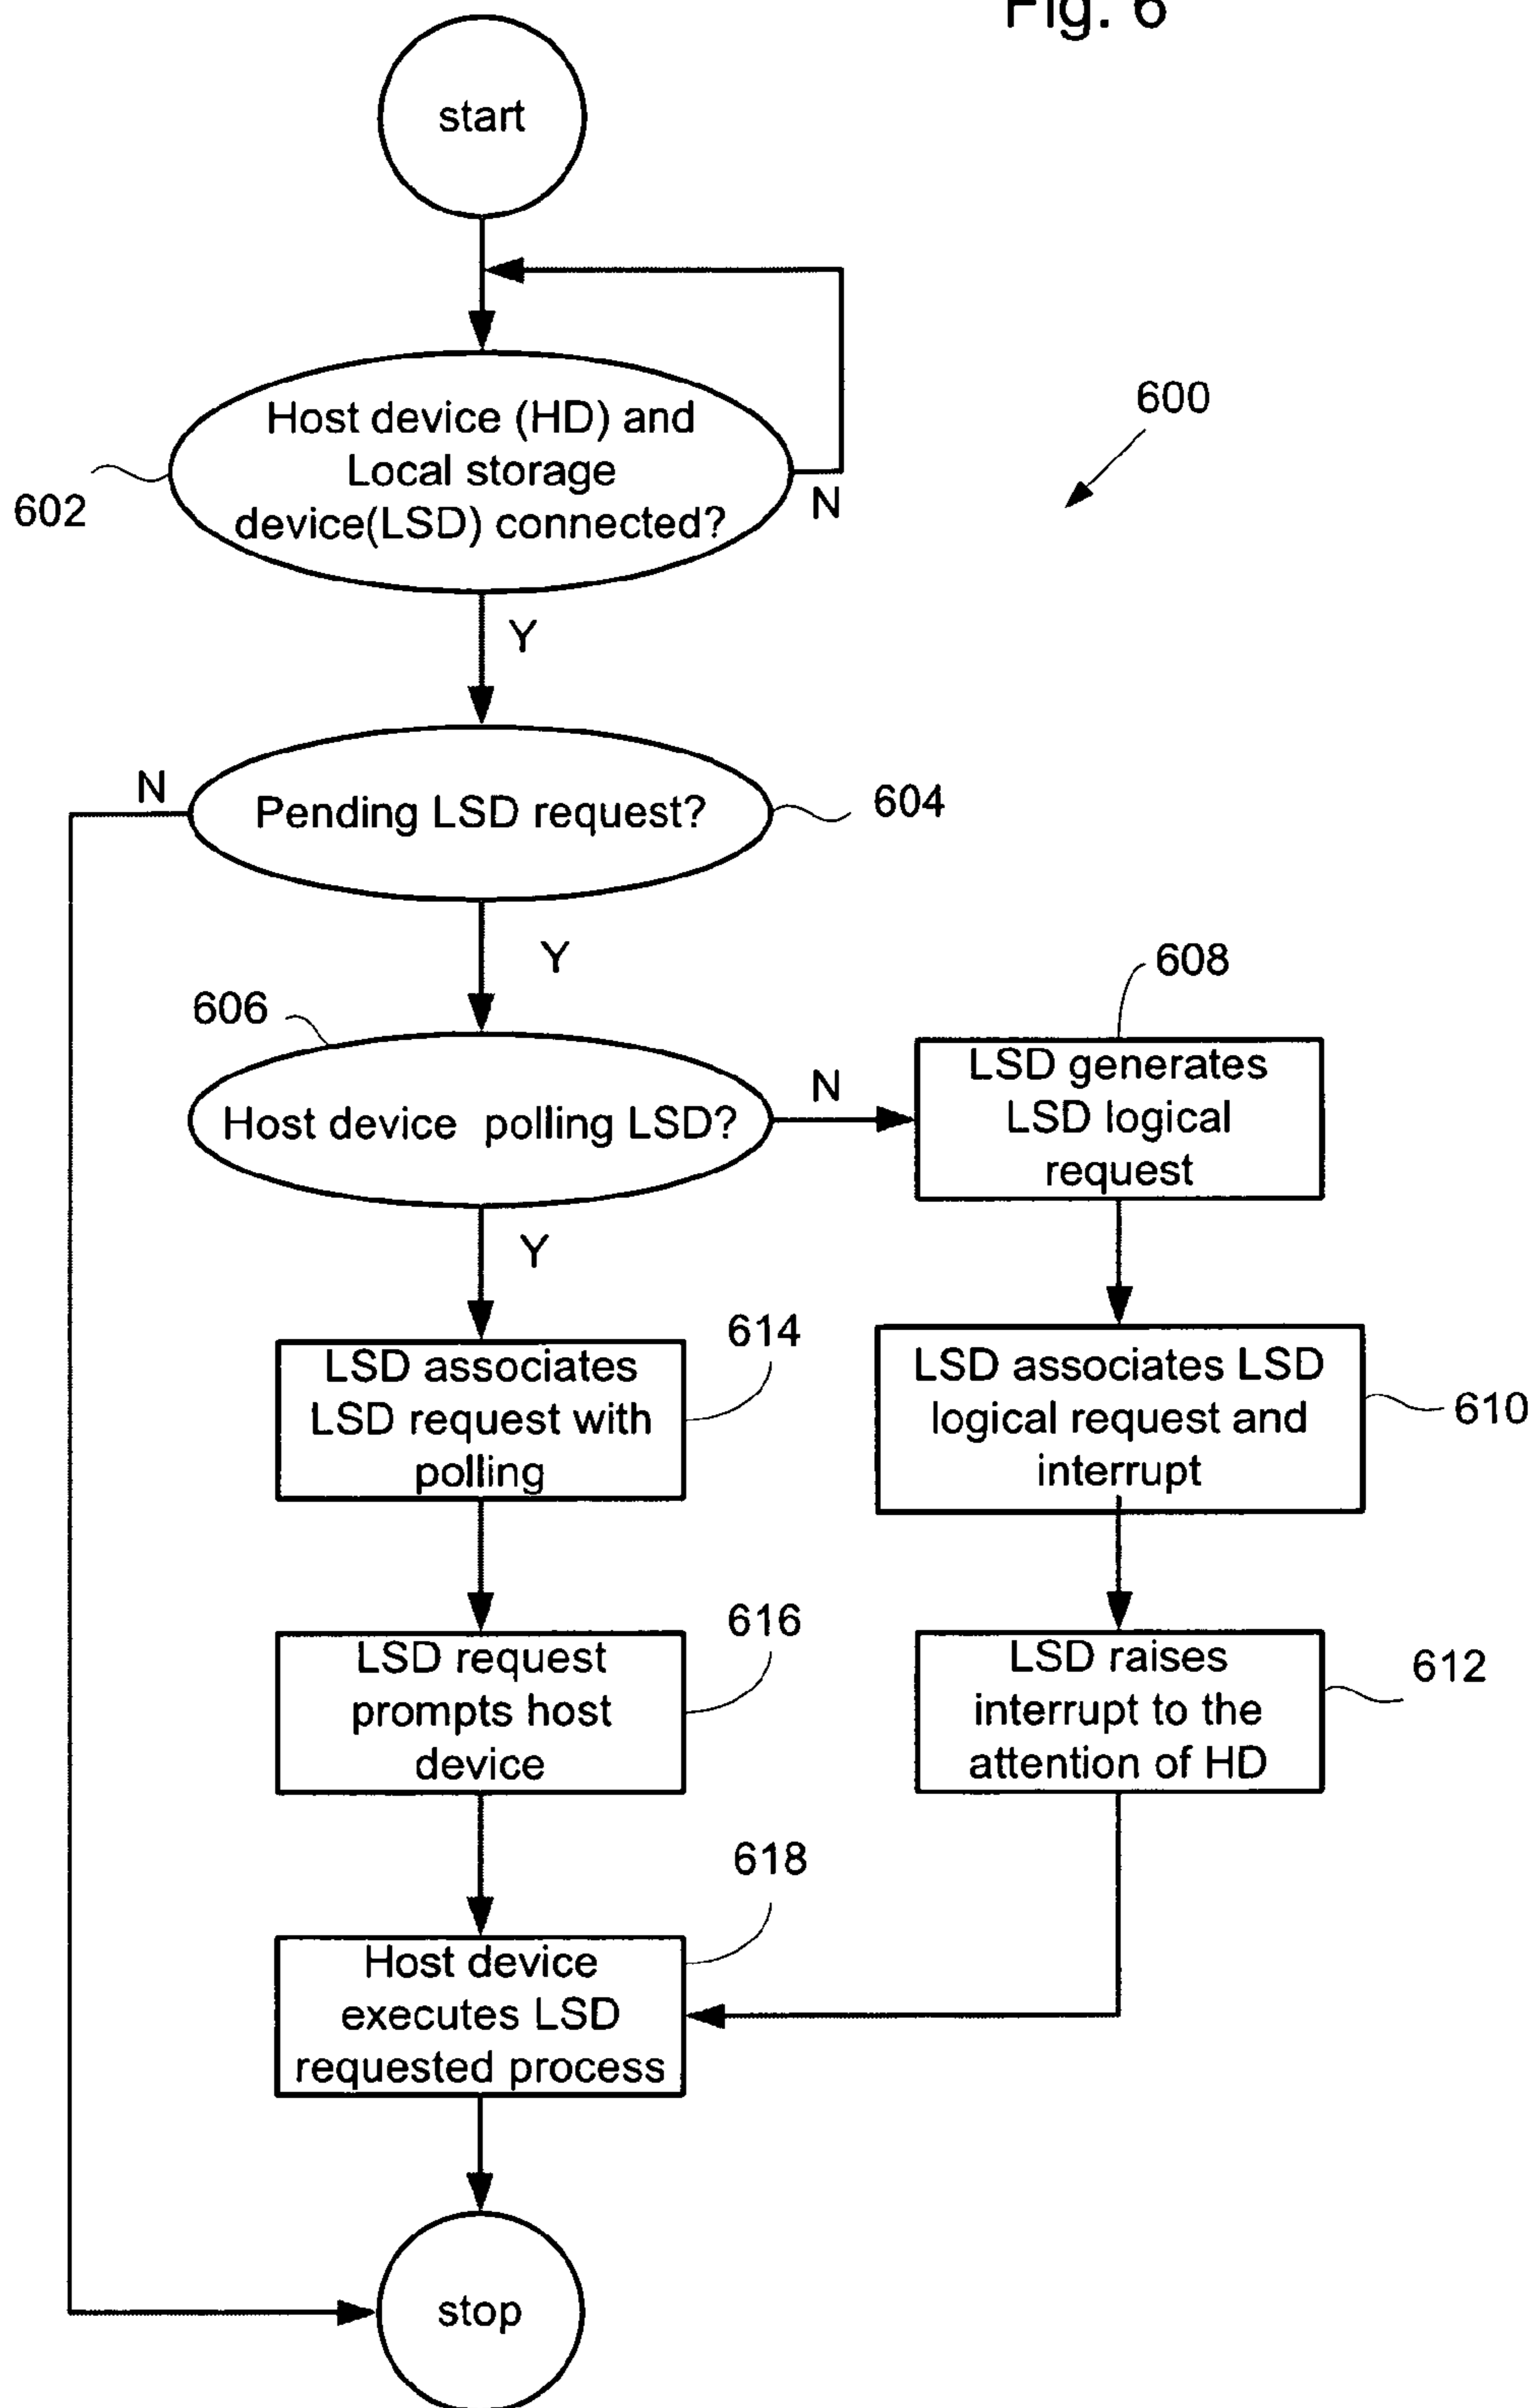 Fig. 6
start
Host device (HD) and
Local storage
device(LSD) connected?
602
N
600
Y
N
Pending LSD request?
604
Y
606
Host device polling LSD?
N
608
LSD generates
LSD logical
request
Y
614
LSD associates
LSD request with
polling
LSD associates LSD
logical request and
interrupt
610
616
LSD request
prompts host
device
LSD raises
interrupt to the
attention of HD
612
618
Host device
executes LSD
requested process
stop